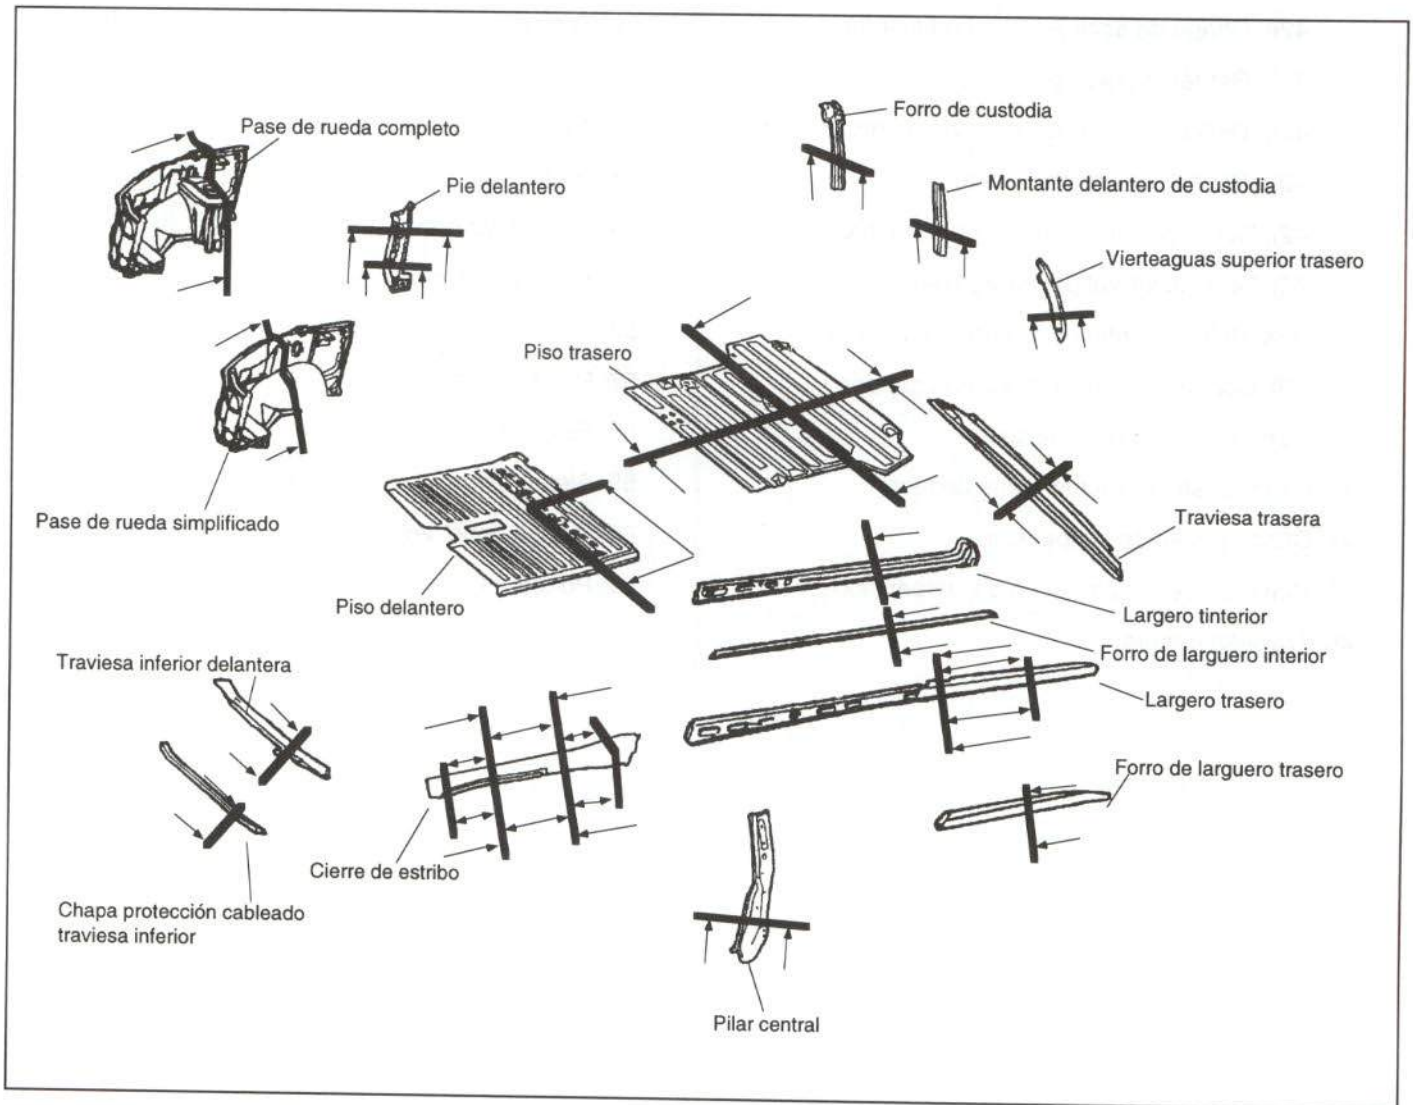 Pase de rueda completo
Forro de custodia
Pie delantero
Montante delantero de custodia
Vierteaguas superior trasero
Piso trasero
Pase de rueda simplificado
Traviesa trasera
Piso delantero
Largero tinterior
Forro de larguero interior
Traviesa inferior delantera
Largero trasero
Forro de larguero trasero
Cierre de estribo
Chapa protección cableado
traviesa inferior
Pilar central